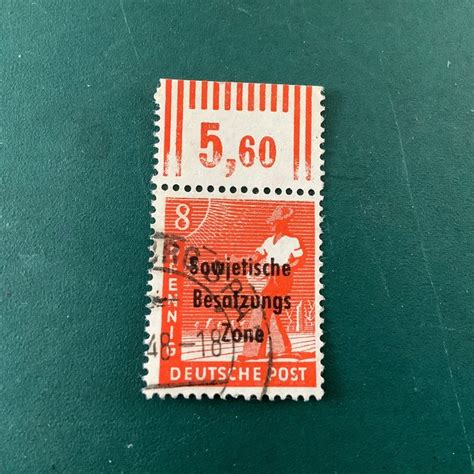 5,60
8
PFENNIG
Sowjetische
Besatzungs
Zone
48-18
DEUTSCHE POST